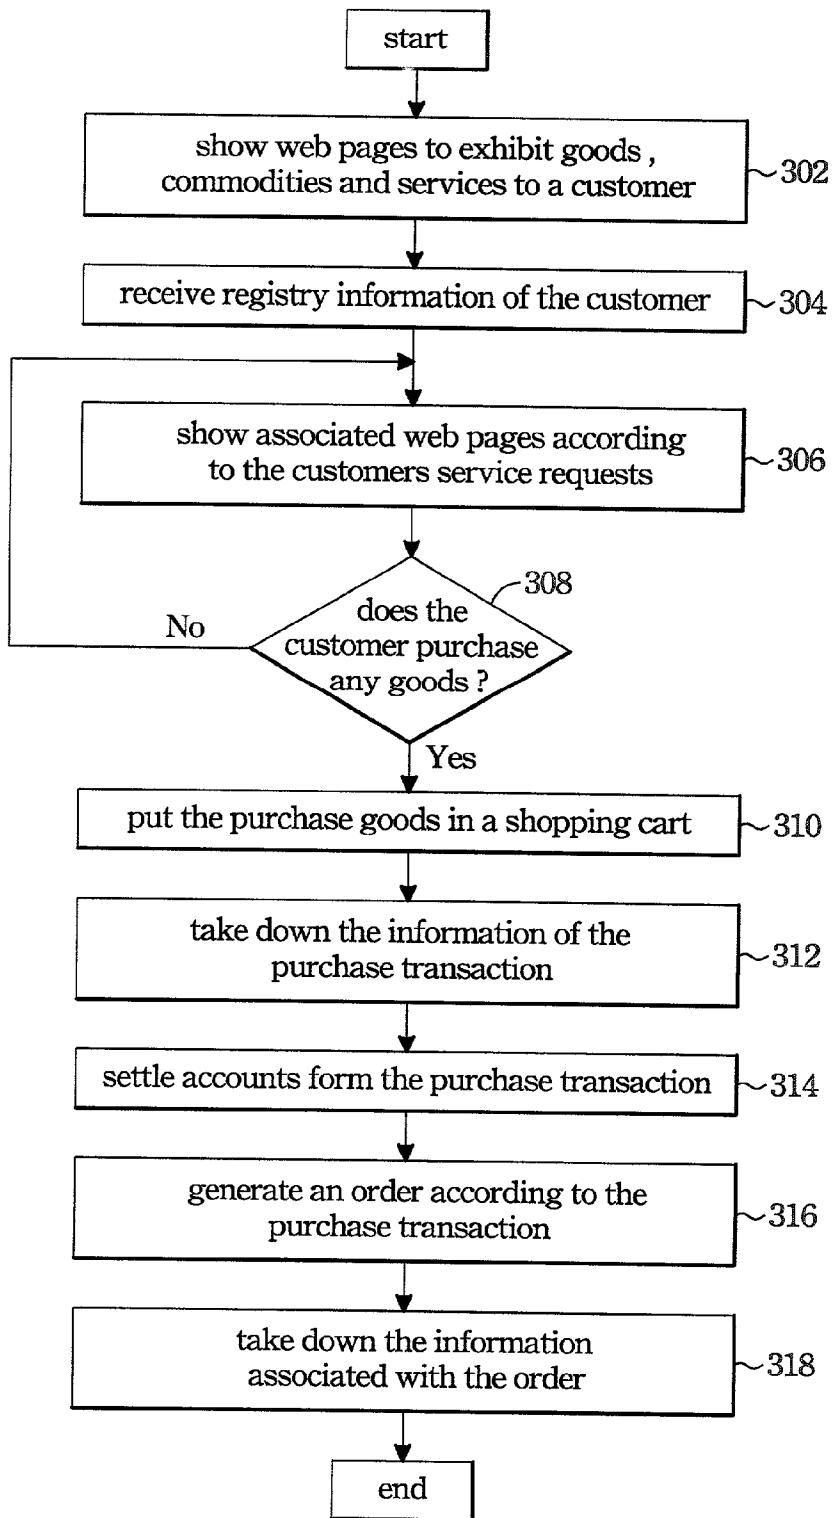 start
show web pages to exhibit goods ,
commodities and services to a customer
302
receive registry information of the customer
304
show associated web pages according
to the customers service requests
306
308
does the
customer purchase
any goods ?
No
Yes
put the purchase goods in a shopping cart
310
take down the information of the
purchase transaction
312
settle accounts form the purchase transaction
314
generate an order according to the
purchase transaction
316
take down the information
associated with the order
318
end